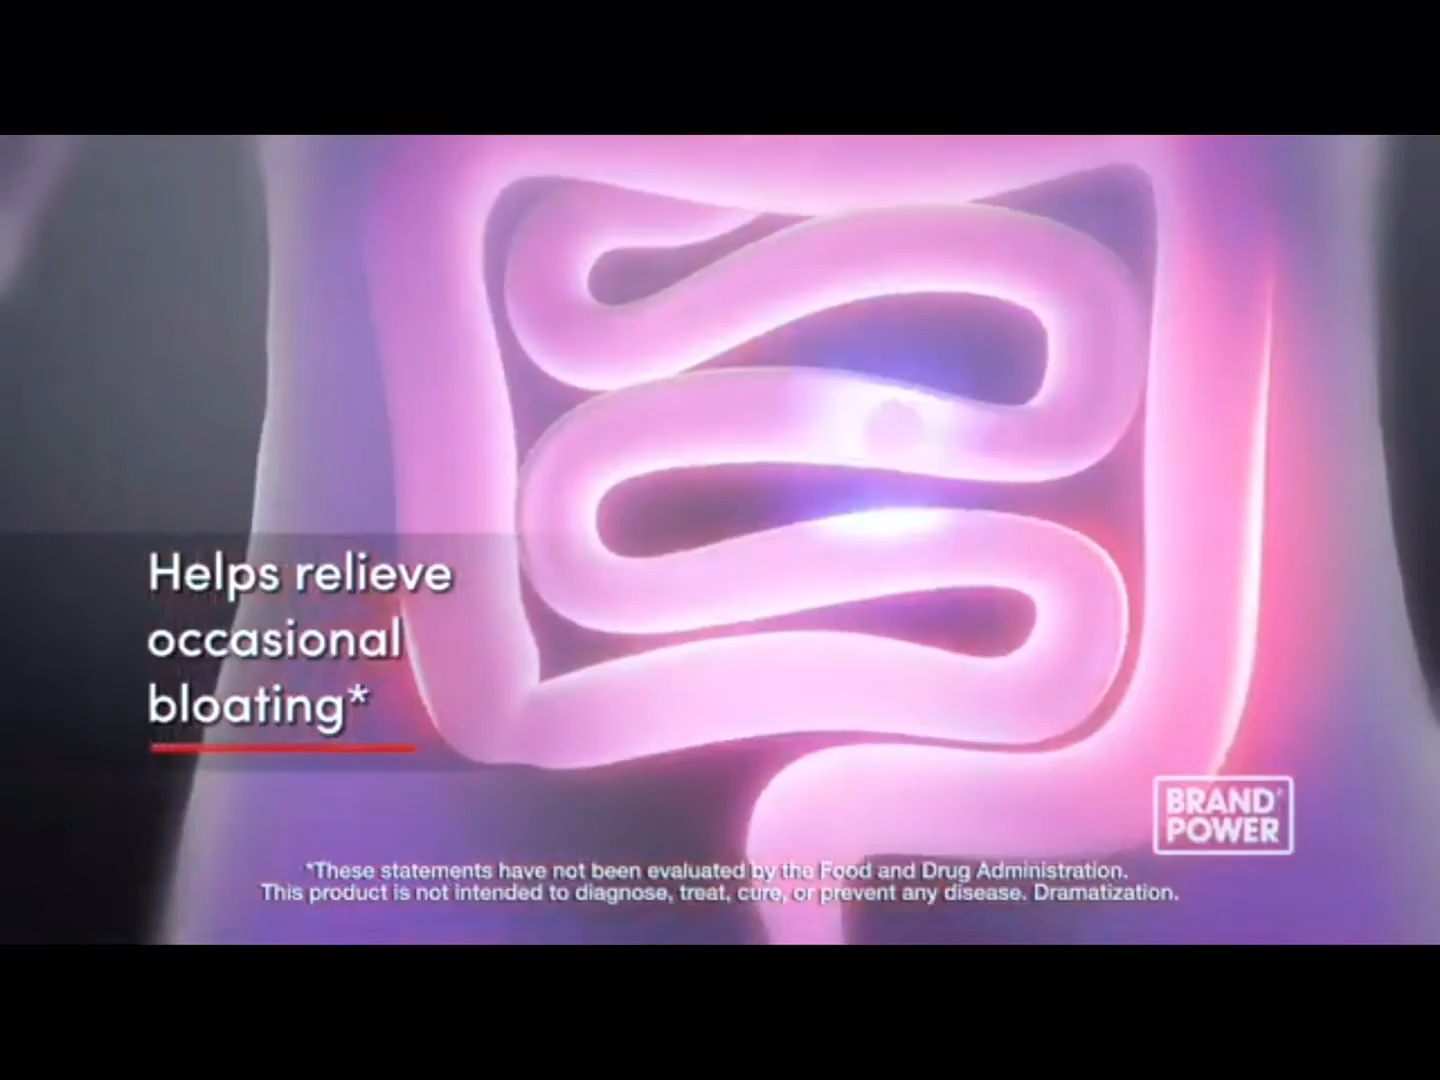 Helps relieve
occasional
bloating*
BRAND®
POWER
*These statements have not been evaluated by the Food and Drug Administration.
This product is not intended to diagnose, treat, cure, or prevent any disease. Dramatization.